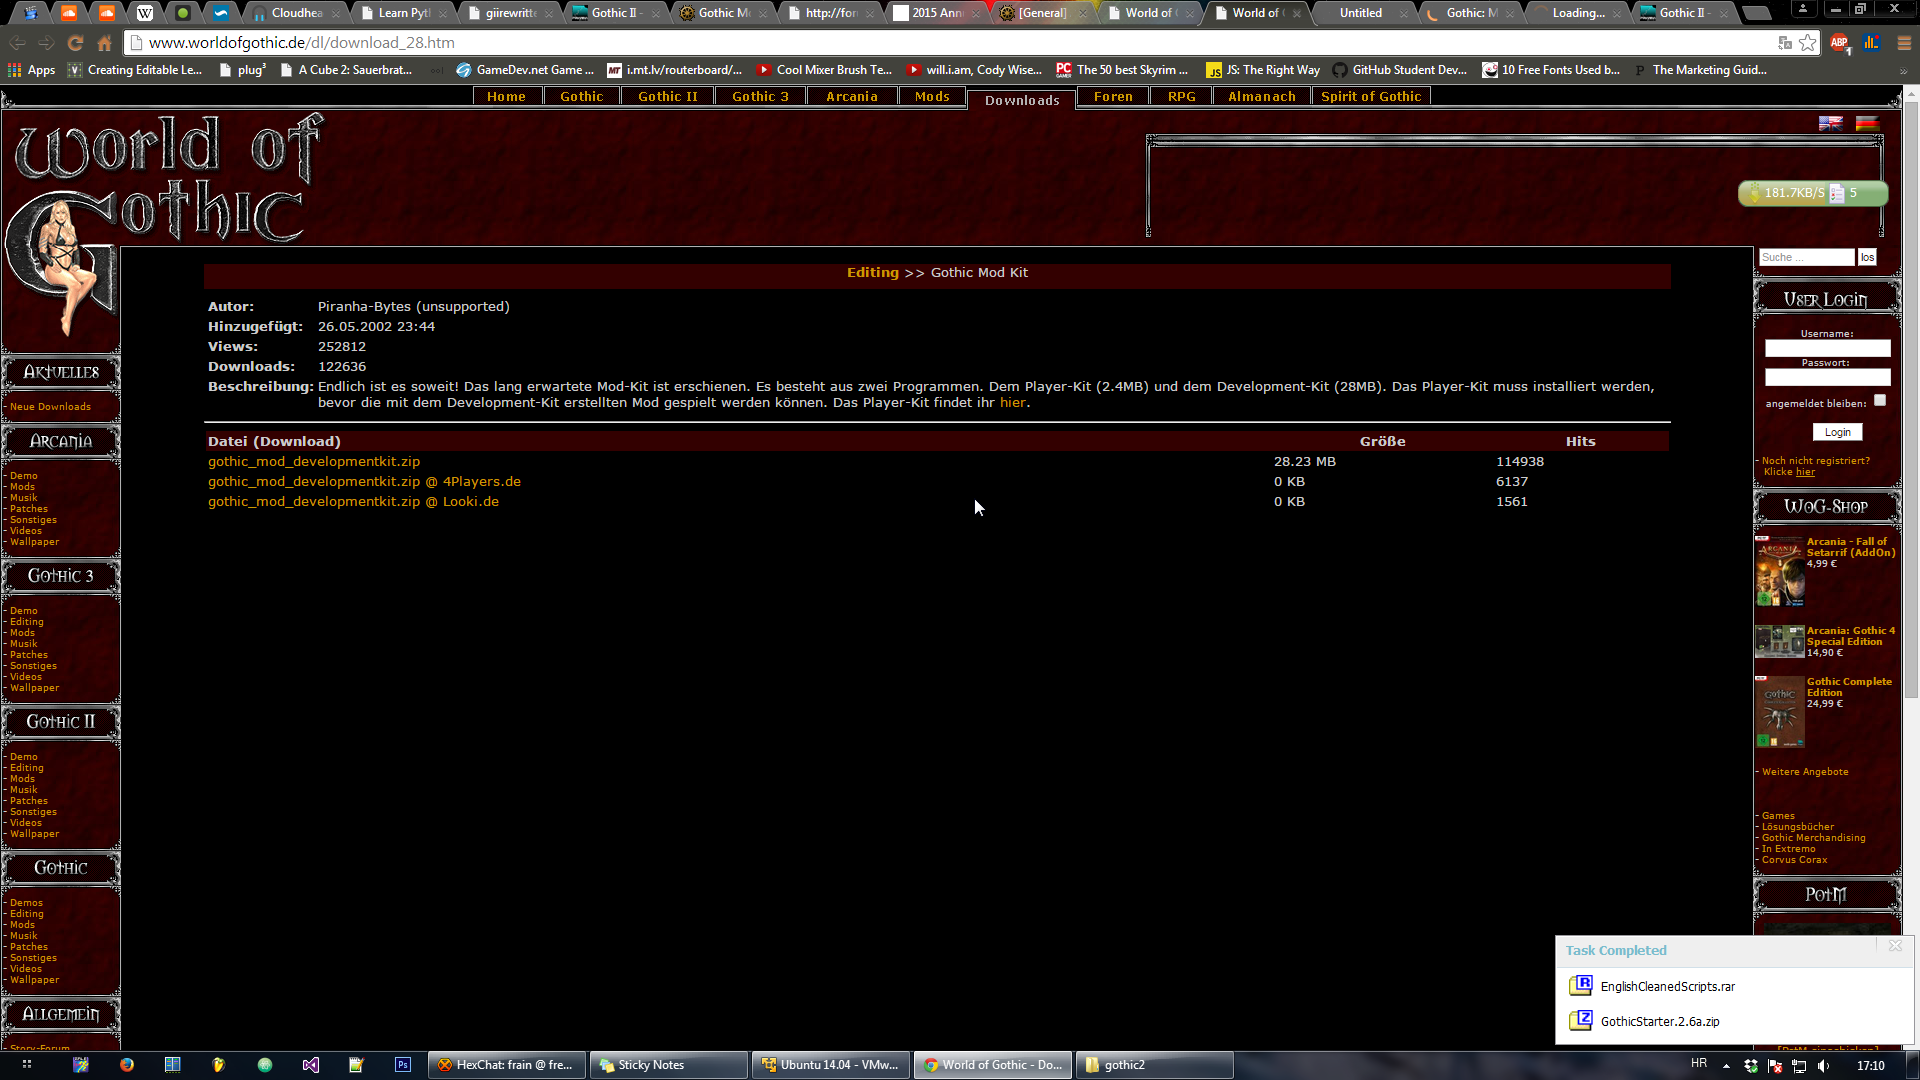 Cloudhea
Learn Pyt
giirewritte
Gothic II -
Gothic Mo
http://for
2015 Ann
[General]
World of
World of
Untitled
Gothic: M
Loading...
Gothic II -
www.worldofgothic.de/dl/download_28.htm
ABP
Apps
Creating Editable Le...
plug³
A Cube 2: Sauerbrat...
GameDev.net Game ...
i.mt.lv/routerboard/...
Cool Mixer Brush Te...
will.i.am, Cody Wise...
The 50 best Skyrim ...
JS: The Right Way
GitHub Student Dev...
10 Free Fonts Used b...
The Marketing Guid...
Home
Gothic
Gothic II
Gothic 3
Arcania
Mods
Downloads
Foren
RPG
Almanach
Spirit of Gothic
World of
Gothic
181.7KB/S 5
Editing >> Gothic Mod Kit
Autor: Piranha-Bytes (unsupported)
Hinzugefügt: 26.05.2002 23:44
Views: 252812
Downloads: 122636
Beschreibung: Endlich ist es soweit! Das lang erwartete Mod-Kit ist erschienen. Es besteht aus zwei Programmen. Dem Player-Kit (2.4MB) und dem Development-Kit (28MB). Das Player-Kit muss installiert werden,
bevor die mit dem Development-Kit erstellten Mod gespielt werden können. Das Player-Kit findet ihr hier.
Datei (Download) Größe Hits
gothic_mod_developmentkit.zip 28.23 MB 114938
gothic_mod_developmentkit.zip @ 4Players.de 0 KB 6137
gothic_mod_developmentkit.zip @ Looki.de 0 KB 1561
Aktuelles
- Neue Downloads
Arcania
- Demo
- Mods
- Musik
- Patches
- Sonstiges
- Videos
- Wallpaper
Gothic 3
- Demo
- Editing
- Mods
- Musik
- Patches
- Sonstiges
- Videos
- Wallpaper
Gothic II
- Demo
- Editing
- Mods
- Musik
- Patches
- Sonstiges
- Videos
- Wallpaper
Gothic
- Demos
- Editing
- Mods
- Musik
- Patches
- Sonstiges
- Videos
- Wallpaper
Allgemein
- Story-Forum
Suche ...
los
User Login
Username:
Passwort:
angemeldet bleiben:
Login
- Noch nicht registriert?
Klicke hier
WoG-Shop
Arcania - Fall of
Setarrif (AddOn)
4,99 €
Arcania: Gothic 4
Special Edition
14,90 €
Gothic Complete
Edition
24,99 €
- Weitere Angebote
- Games
- Lösungsbücher
- Gothic Merchandising
- In Extremo
- Corvus Corax
PotM
Task Completed
EnglishCleanedScripts.rar
GothicStarter.2.6a.zip
HexChat: frain @ fre...
Sticky Notes
Ubuntu 14.04 - VMw...
World of Gothic - Do...
gothic2
HR
17:10